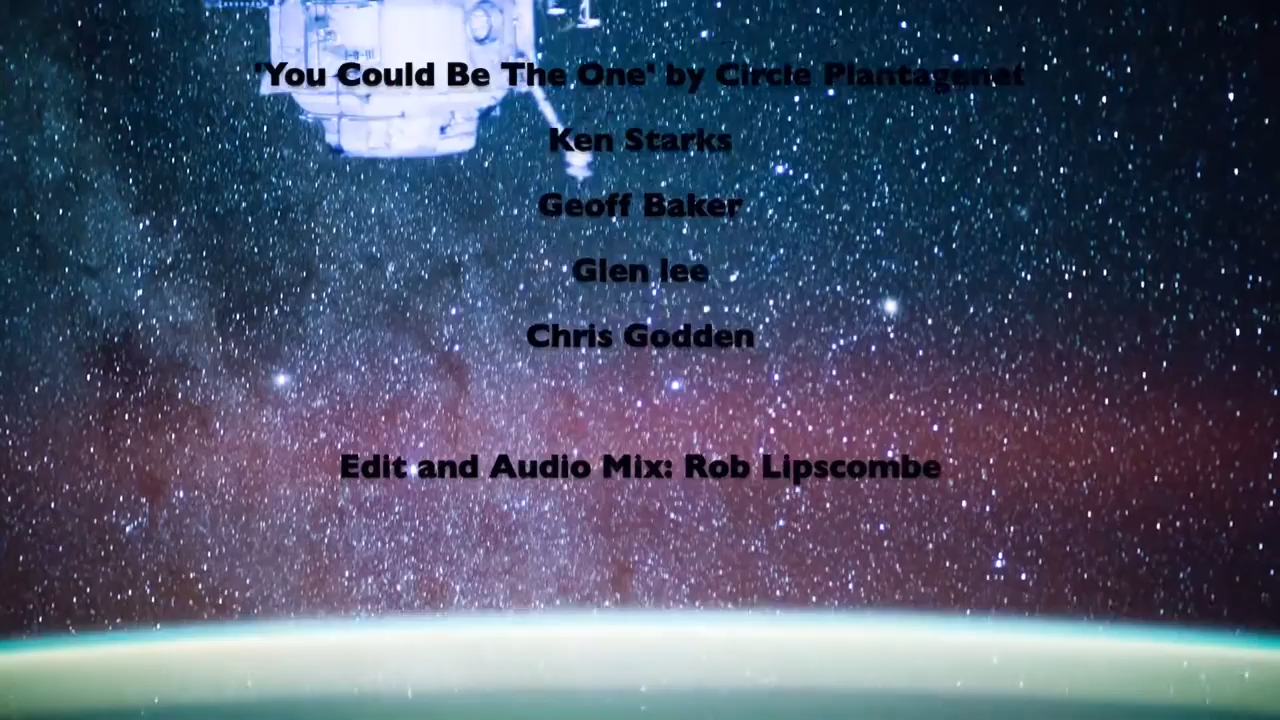 'You Could Be The One' by Circle Plantagenet
Ken Starks
Geoff Baker
Glen lee
Chris Godden
Edit and Audio Mix: Rob Lipscombe